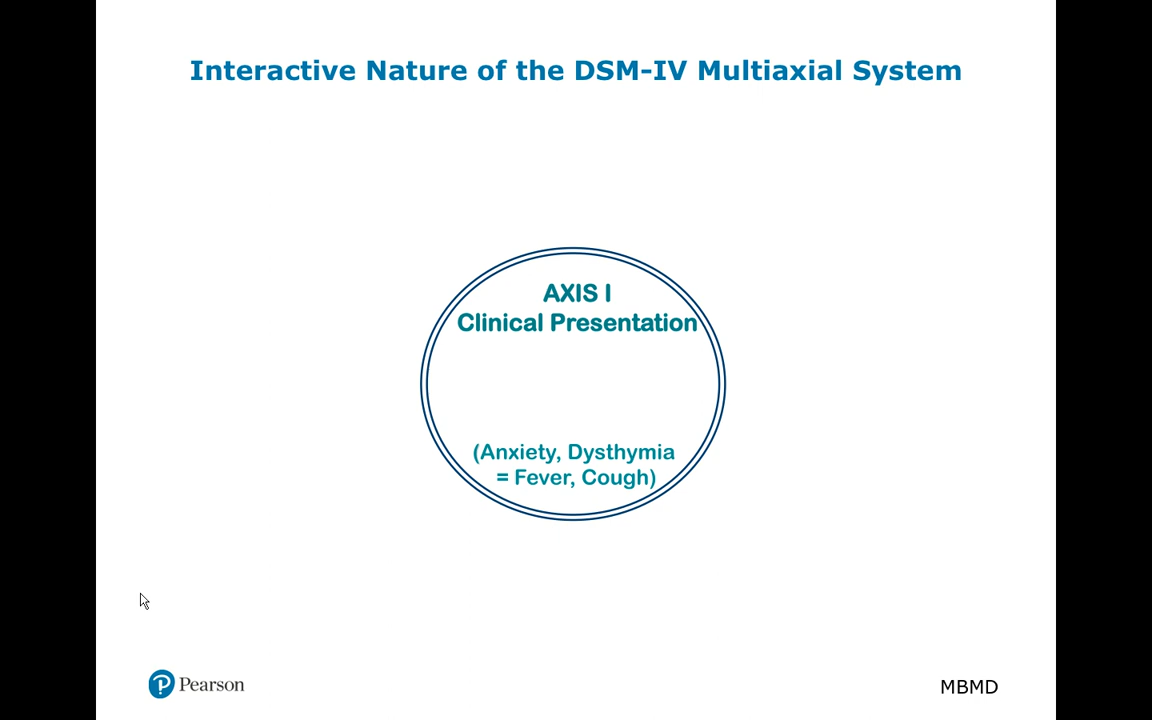 Interactive Nature of the DSM-IV Multiaxial System
AXIS I
Clinical Presentation
(Anxiety, Dysthymia
= Fever, Cough)
Pearson
MBMD